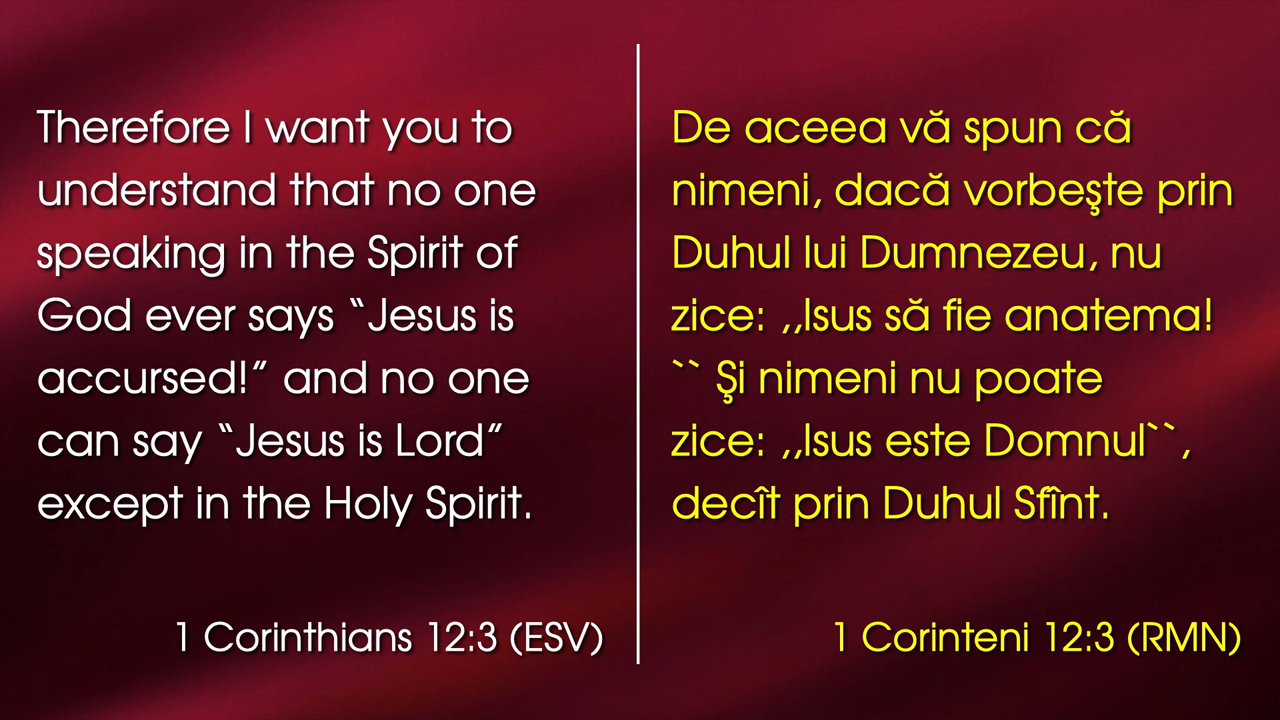 Therefore I want you to
understand that no one
speaking in the Spirit of
God ever says “Jesus is
accursed!” and no one
can say “Jesus is Lord”
except in the Holy Spirit.
1 Corinthians 12:3 (ESV)
De aceea vă spun că
nimeni, dacă vorbeşte prin
Duhul lui Dumnezeu, nu
zice: ,,Isus să fie anatema!
`` Şi nimeni nu poate
zice: ,,Isus este Domnul``,
decît prin Duhul Sfînt.
1 Corinteni 12:3 (RMN)